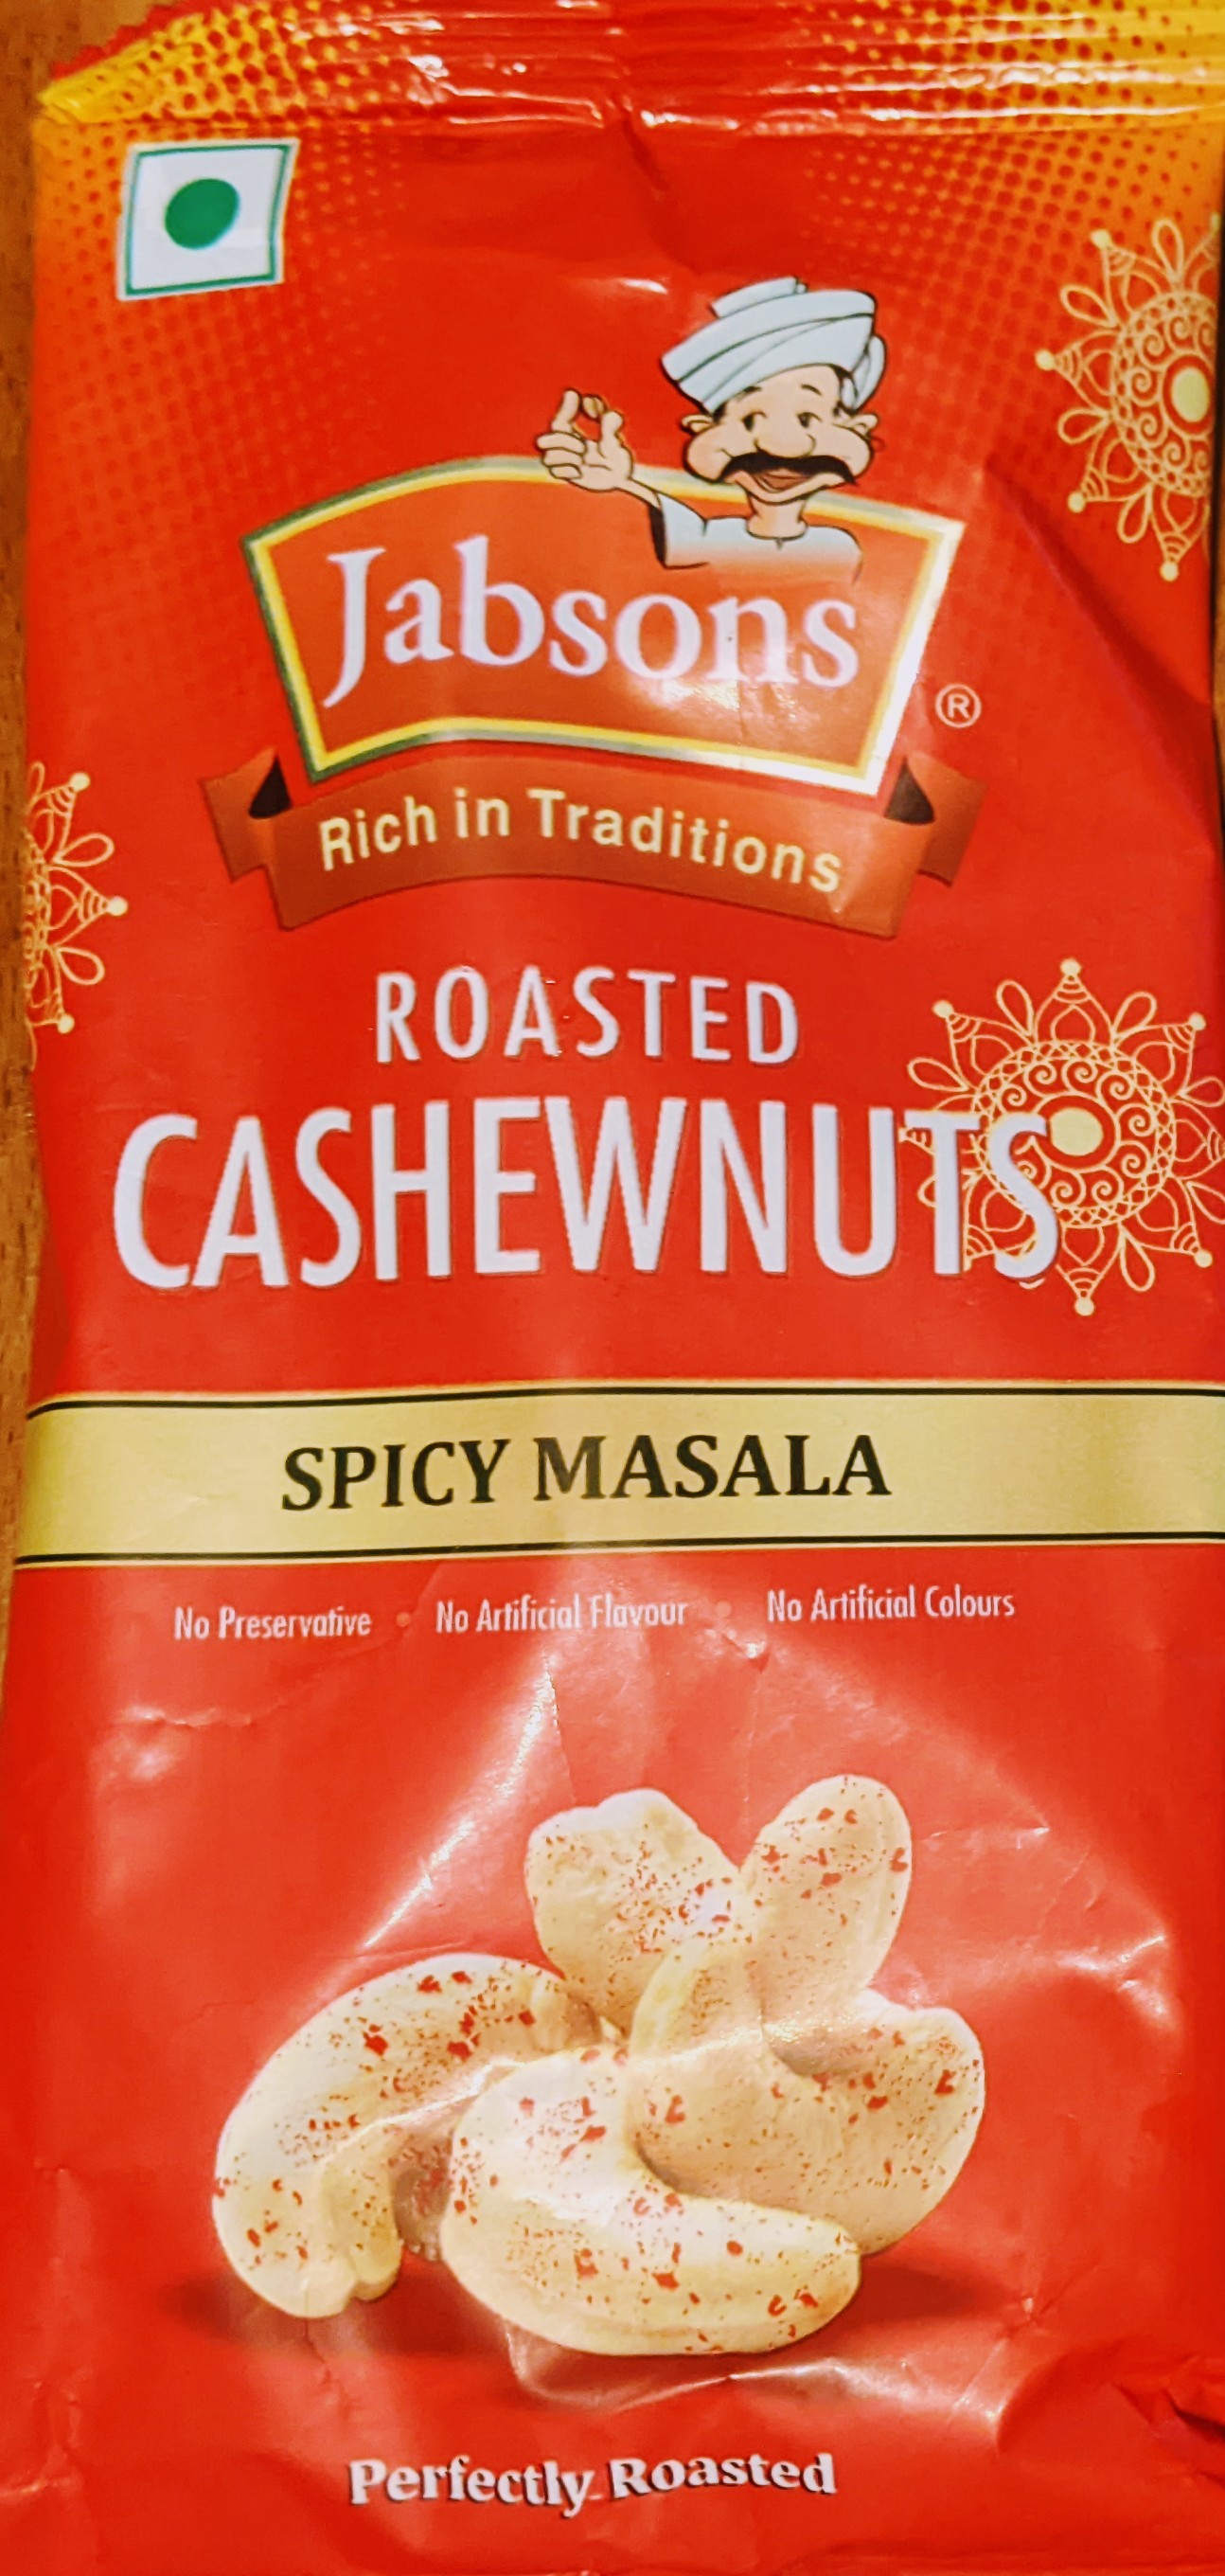 Jabsons
®
Rich in Traditions
ROASTED
CASHEWNUTS
SPICY MASALA
No Preservative • No Artificial Flavour • No Artificial Colours
Perfectly Roasted